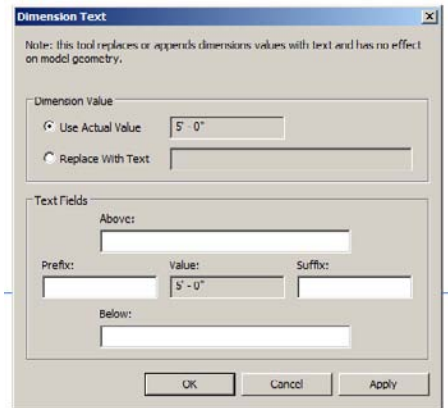 Dimension Text
Note: this tool replaces or appends dimensions values with text and has no effect
on model geometry.
Dimension Value
Use Actual Value 5' - 0"
Replace With Text
Text Fields
Above:
Prefix: Value: Suffix:
5' - 0"
Below:
OK Cancel Apply